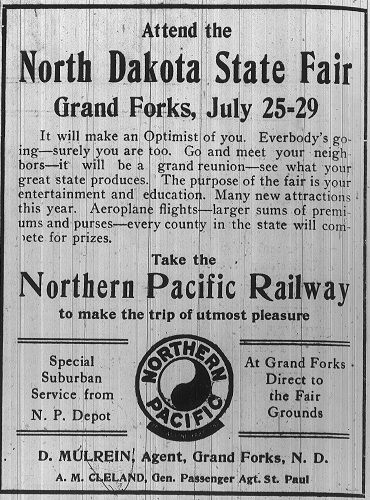 Attend the
North Dakota State Fair
Grand Forks, July 25-29
It will make an Optimist of you. Everbody's go-
ing—surely you are too. Go and meet your neigh-
bors—it will be a grand reunion—see what your
great state produces. The purpose of the fair is your
entertainment and education. Many new attractions
this year. Aeroplane flights—larger sums of premi-
ums and purses—every county in the state will com-
pete for prizes.
Take the
Northern Pacific Railway
to make the trip of utmost pleasure
Special
Suburban
Service from
N. P. Depot
NORTHERN
PACIFIC
At Grand Forks
Direct to
the Fair
Grounds
D. MULREIN, Agent, Grand Forks, N. D.
A. M. CLELAND, Gen. Passenger Agt. St. Paul